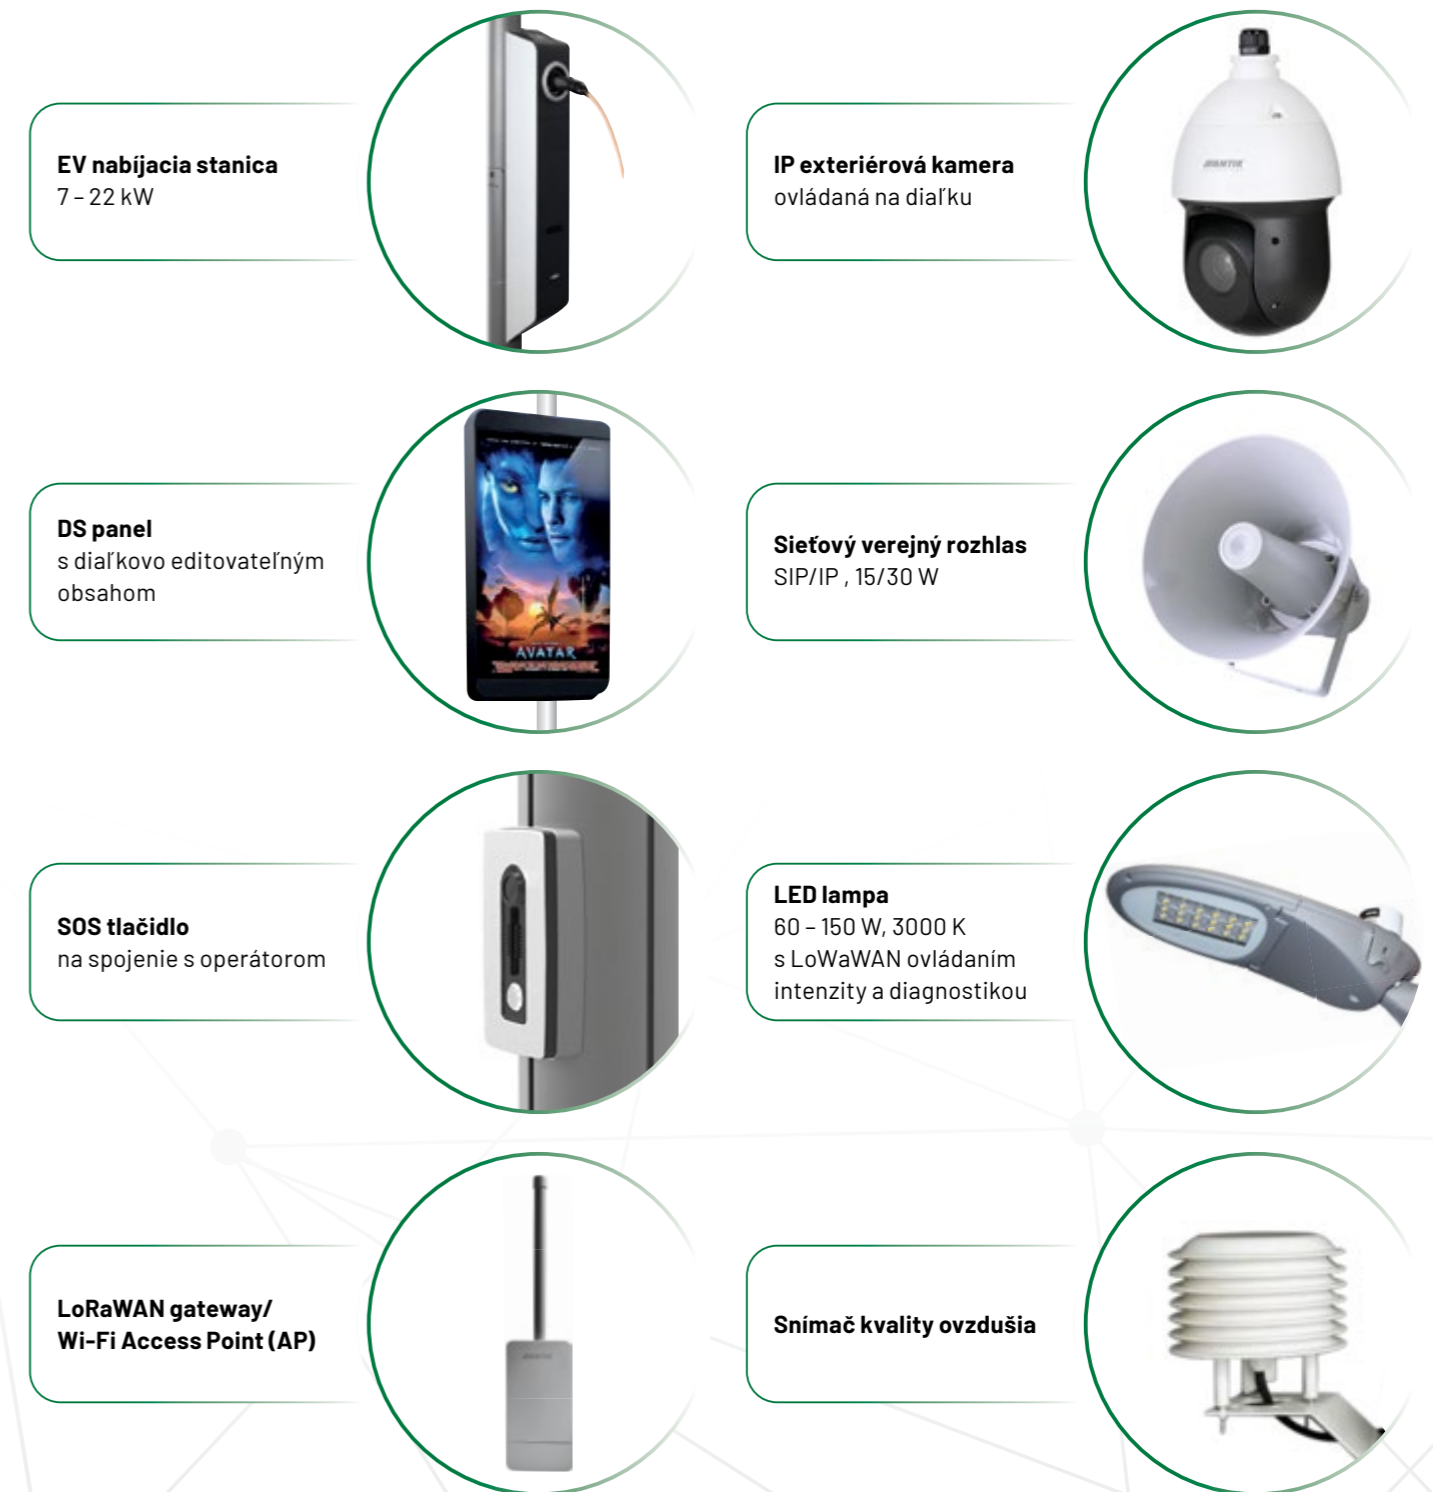 EV nabíjacia stanica
7 – 22 kW
IP exteriérová kamera
ovládaná na diaľku
AVANTEK
DS panel
s diaľkovo editovateľným
obsahom
AVATAR
Sieťový verejný rozhlas
SIP/IP , 15/30 W
SOS tlačidlo
na spojenie s operátorom
LED lampa
60 – 150 W, 3000 K
s LoWaWAN ovládaním
intenzity a diagnostikou
LoRaWAN gateway/
Wi-Fi Access Point (AP)
Snímač kvality ovzdušia